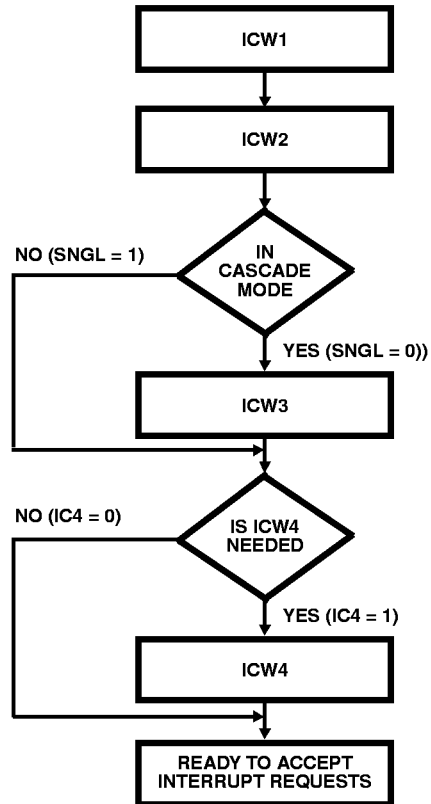 ICW1
ICW2
IN
CASCADE
MODE
NO (SNGL = 1)
YES (SNGL = 0))
ICW3
IS ICW4
NEEDED
NO (IC4 = 0)
YES (IC4 = 1)
ICW4
READY TO ACCEPT
INTERRUPT REQUESTS